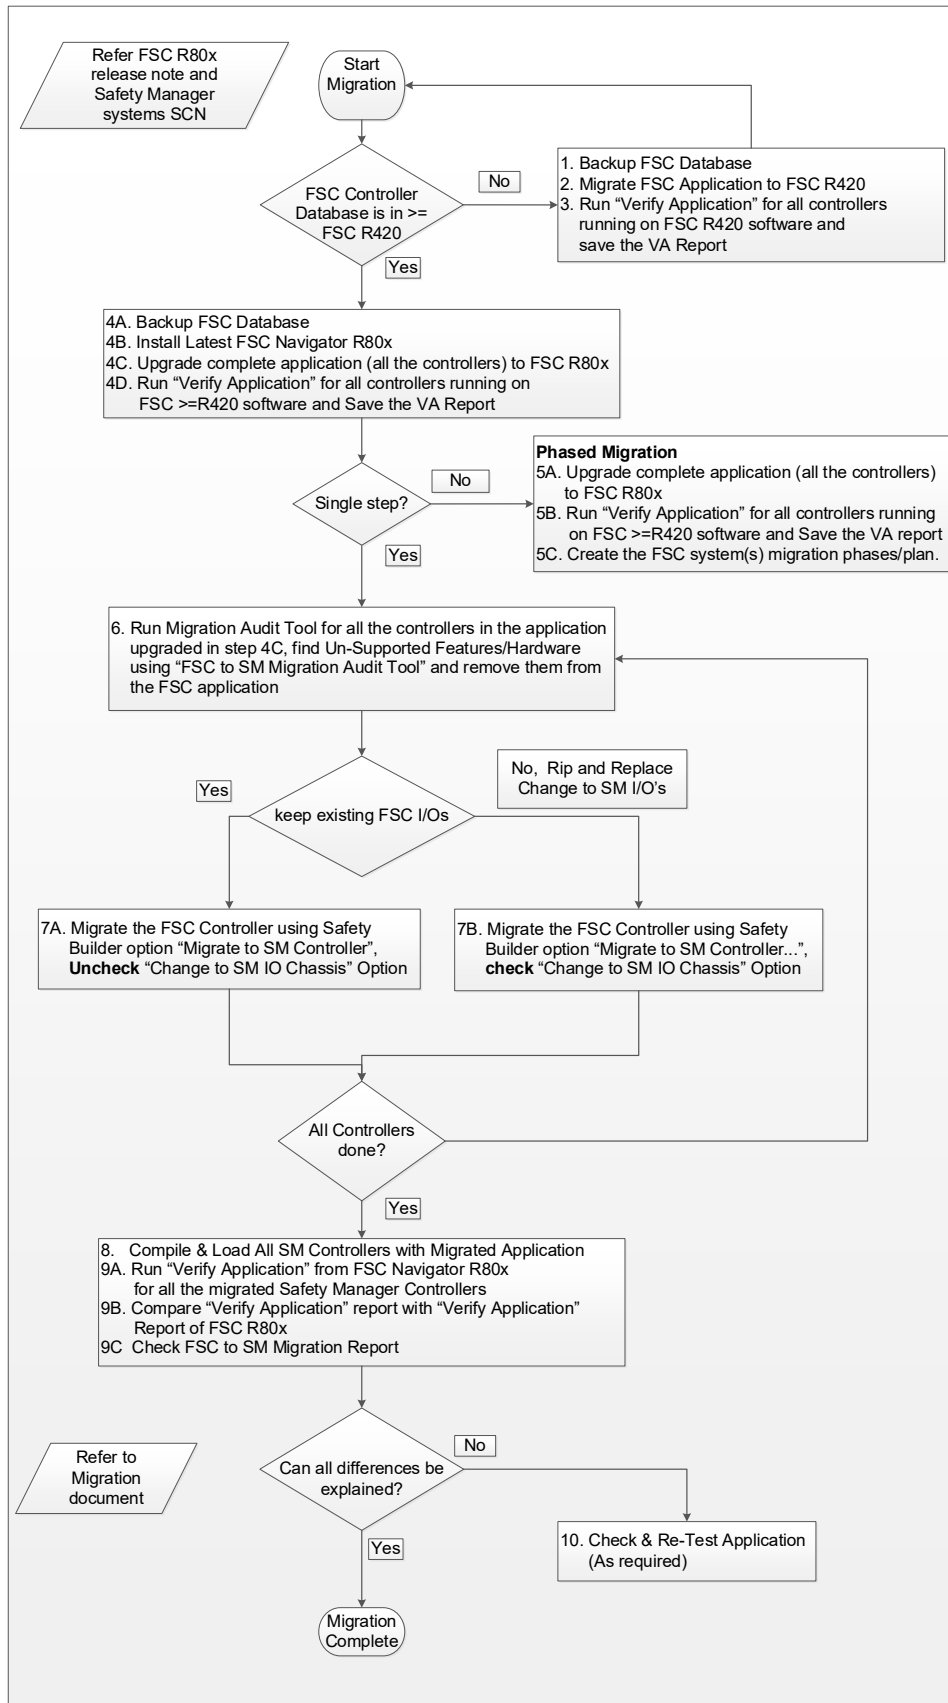 Refer FSC R80x
release note and
Safety Manager
systems SCN
Start
Migration
FSC Controller
Database is in >=
FSC R420
No
1. Backup FSC Database
2. Migrate FSC Application to FSC R420
3. Run “Verify Application” for all controllers
running on FSC R420 software and
save the VA Report
Yes
4A. Backup FSC Database
4B. Install Latest FSC Navigator R80x
4C. Upgrade complete application (all the controllers) to FSC R80x
4D. Run “Verify Application” for all controllers running on
FSC >=R420 software and Save the VA Report
Single step?
No
Phased Migration
5A. Upgrade complete application (all the controllers)
to FSC R80x
5B. Run “Verify Application” for all controllers running
on FSC >=R420 software and Save the VA report
5C. Create the FSC system(s) migration phases/plan.
Yes
6. Run Migration Audit Tool for all the controllers in the application
upgraded in step 4C, find Un-Supported Features/Hardware
using “FSC to SM Migration Audit Tool” and remove them from
the FSC application
Yes
keep existing FSC I/Os
No, Rip and Replace
Change to SM I/O’s
7A. Migrate the FSC Controller using Safety
Builder option “Migrate to SM Controller”,
Uncheck “Change to SM IO Chassis” Option
7B. Migrate the FSC Controller using Safety
Builder option “Migrate to SM Controller...”,
check “Change to SM IO Chassis” Option
All Controllers
done?
Yes
8. Compile & Load All SM Controllers with Migrated Application
9A. Run “Verify Application” from FSC Navigator R80x
for all the migrated Safety Manager Controllers
9B. Compare “Verify Application” report with “Verify Application”
Report of FSC R80x
9C Check FSC to SM Migration Report
Refer to
Migration
document
Can all differences be
explained?
No
10. Check & Re-Test Application
(As required)
Yes
Migration
Complete